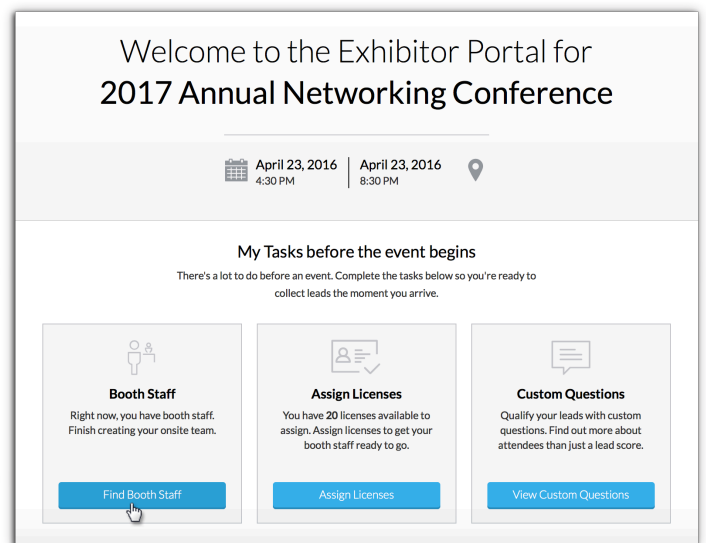 Welcome to the Exhibitor Portal for
2017 Annual Networking Conference
April 23, 2016
4:30 PM
April 23, 2016
8:30 PM
My Tasks before the event begins
There's a lot to do before an event. Complete the tasks below so you're ready to
collect leads the moment you arrive.
Booth Staff
Right now, you have booth staff.
Finish creating your onsite team.
Find Booth Staff
Assign Licenses
You have 20 licenses available to
assign. Assign licenses to get your
booth staff ready to go.
Assign Licenses
Custom Questions
Qualify your leads with custom
questions. Find out more about
attendees than just a lead score.
View Custom Questions